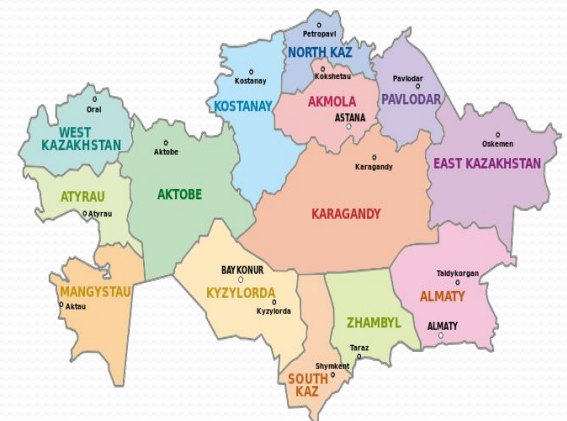 Petropavl
NORTH KAZ
Kokshetau
Kostanay
KOSTANAY
AKMOLA
ASTANA
Pavlodar
PAVLODAR
Oral
WEST
KAZAKHSTAN
Aktobe
AKTOBE
Oskemen
EAST KAZAKHSTAN
Karagandy
KARAGANDY
ATYRAU
Atyrau
MANGYSTAU
Aktau
BAYKONUR
KYZYLORDA
Kyzylorda
Taldykorgan
ALMATY
ALMATY
ZHAMBYL
Taraz
Shymkent
SOUTH
KAZ